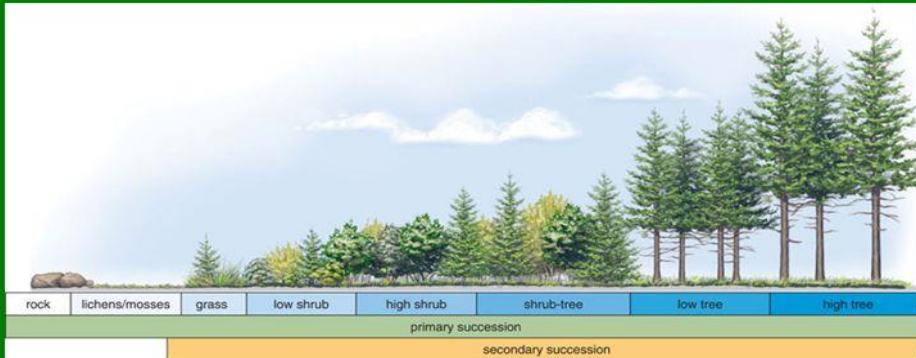 rock lichens/mosses grass low shrub high shrub shrub-tree low tree high tree
primary succession
secondary succession